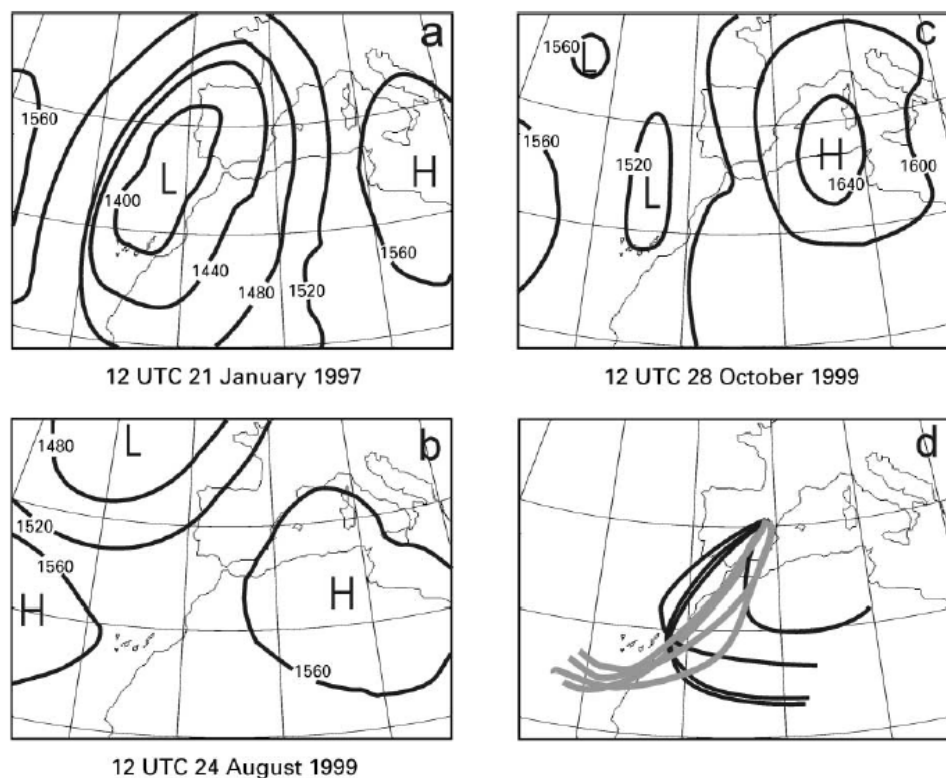 a
1560
L
1400
H
1560
1440
1480
1520
12 UTC 21 January 1997
c
1560
L
1560
1520
L
H
1640
1600
12 UTC 28 October 1999
b
1480
L
1520
1560
H
H
1560
12 UTC 24 August 1999
d